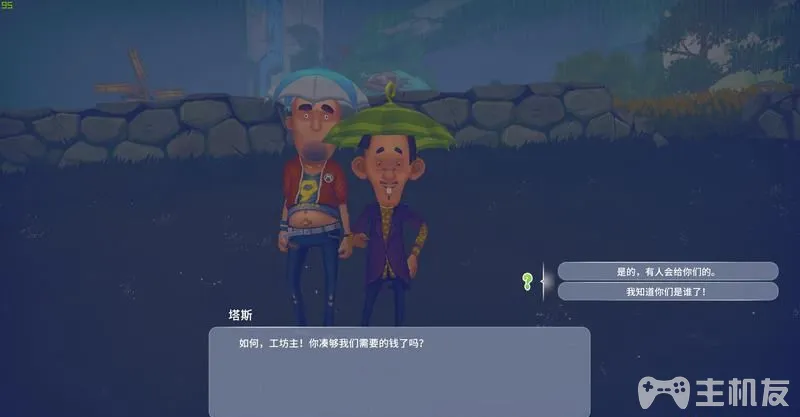 95
是的，有人会给你们的。
我知道你们是谁了！
塔斯
如何，工坊主！你凑够我们需要的钱了吗？
主机友